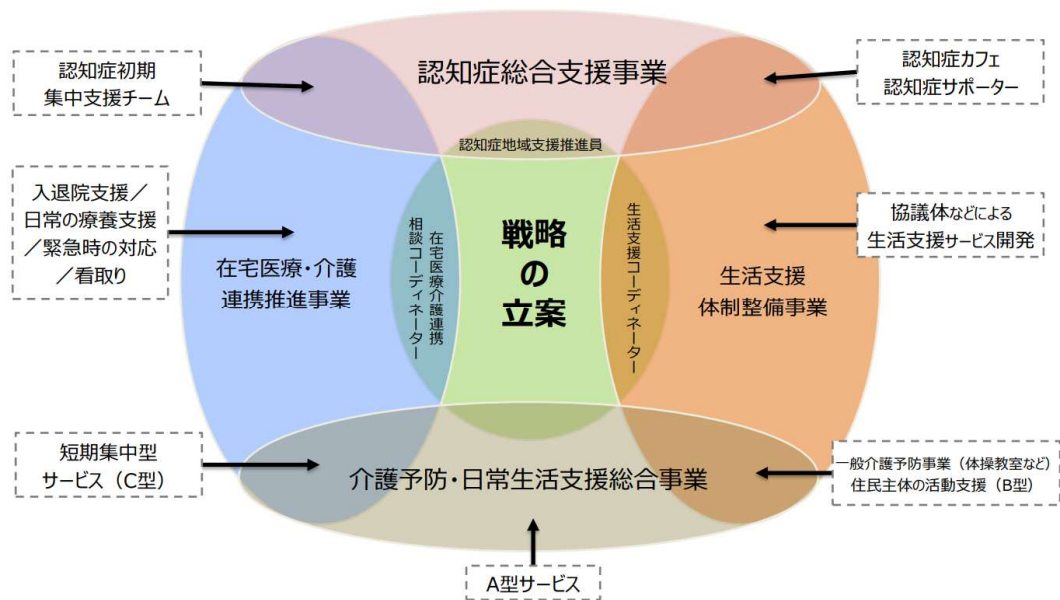 認知症初期
集中支援チーム
認知症総合支援事業
認知症カフェ
認知症サポーター
認知症地域支援推進員
入退院支援／
日常の療養支援
／緊急時の対応
／看取り
在宅医療・介護
連携推進事業
在宅医療介護連携
相談コーディネーター
戦略
の
立案
生活支援コーディネーター
生活支援
体制整備事業
協議体などによる
生活支援サービス開発
短期集中型
サービス（C型）
介護予防・日常生活支援総合事業
一般介護予防事業（体操教室など）
住民主体の活動支援（B型）
A型サービス